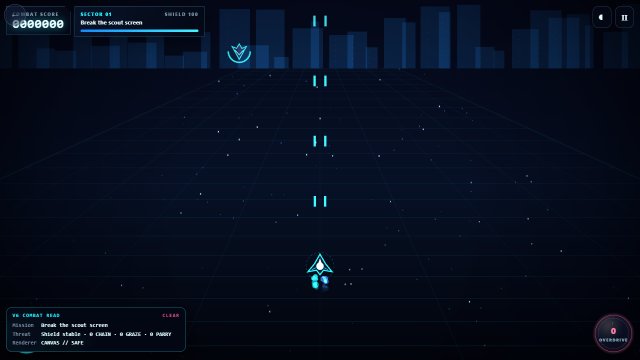 COMBAT SCORE
0000000
SECTOR 01
SHIELD 100
Break the scout screen
V6 COMBAT READ
CLEAR
Mission Break the scout screen
Threat Shield stable · 0 CHAIN · 0 GRAZE · 0 PARRY
Renderer CANVAS // SAFE
0
OVERDRIVE